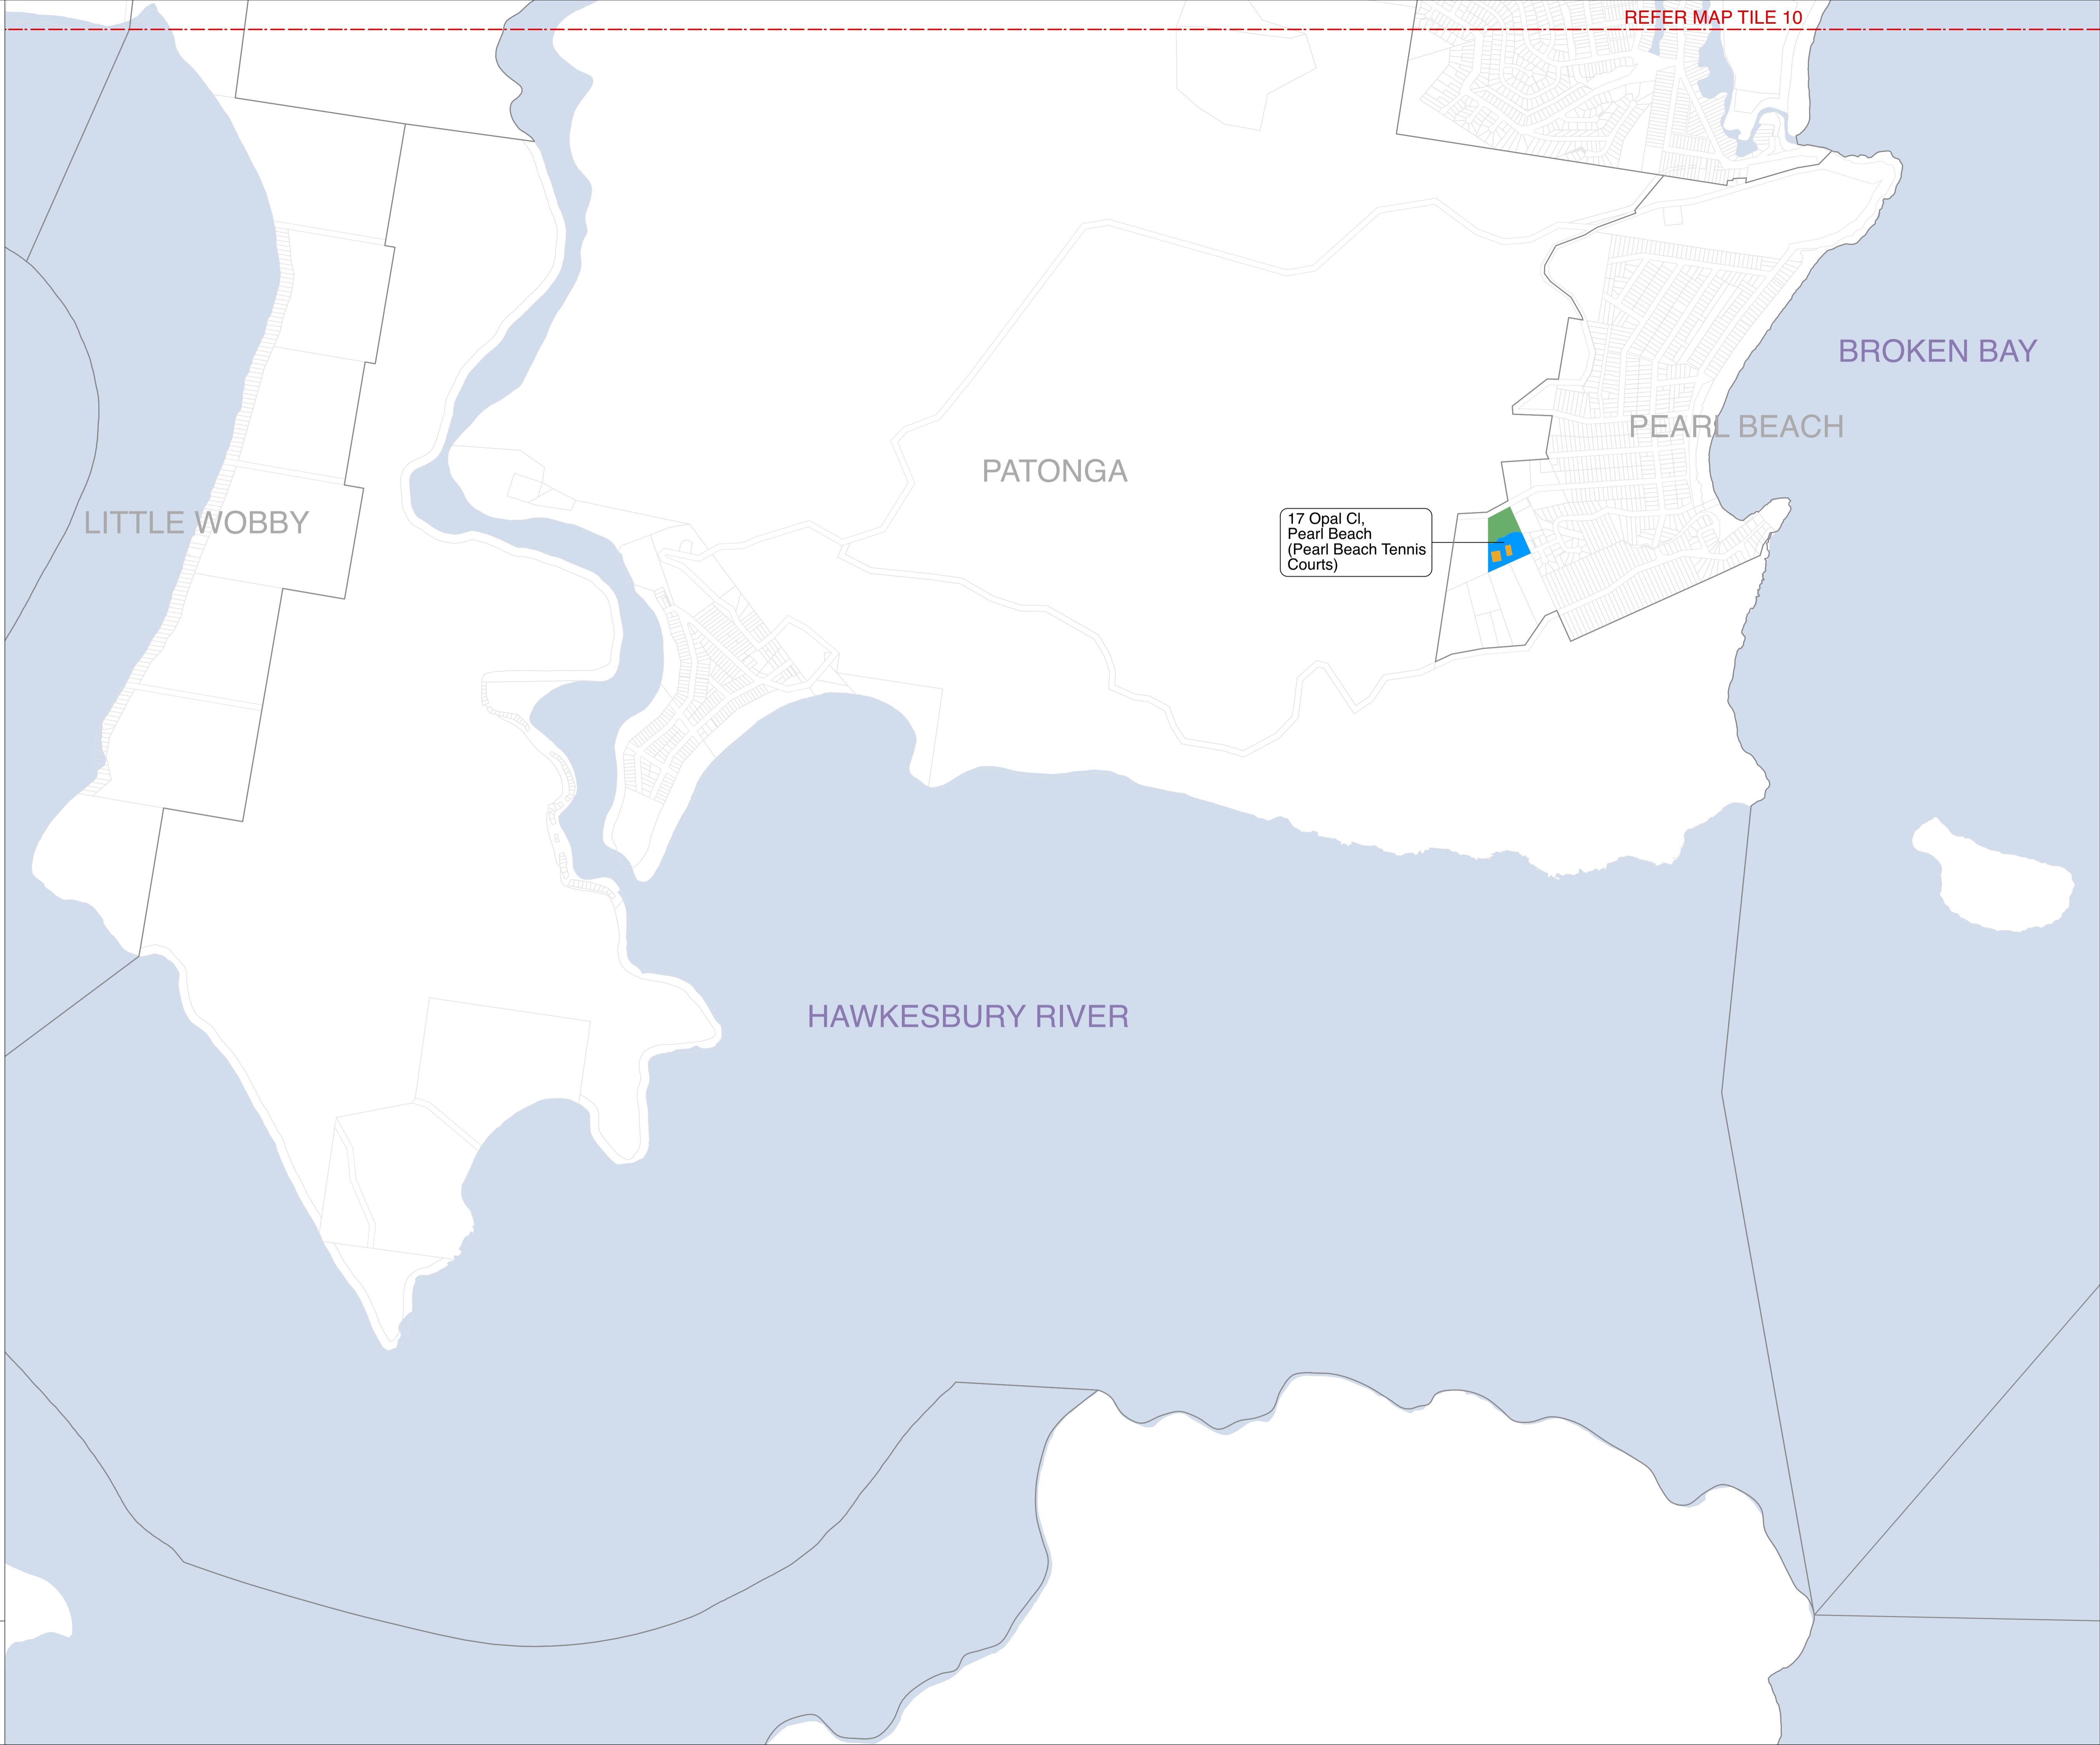 REFER MAP TILE 10
BROKEN BAY
PEARL BEACH
PATONGA
LITTLE WOBBY
17 Opal Cl,
Pearl Beach
(Pearl Beach Tennis
Courts)
HAWKESBURY RIVER